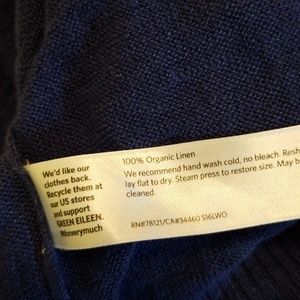 We'd like our
clothes back.
Recycle them at
our US stores
and support
GREEN EILEEN.
#thxverymuch
100% Organic Linen
We recommend hand wash cold, no bleach. Resh
lay flat to dry. Steam press to restore size. May b
cleaned.
RN#78121/CA#34460 S16LWO